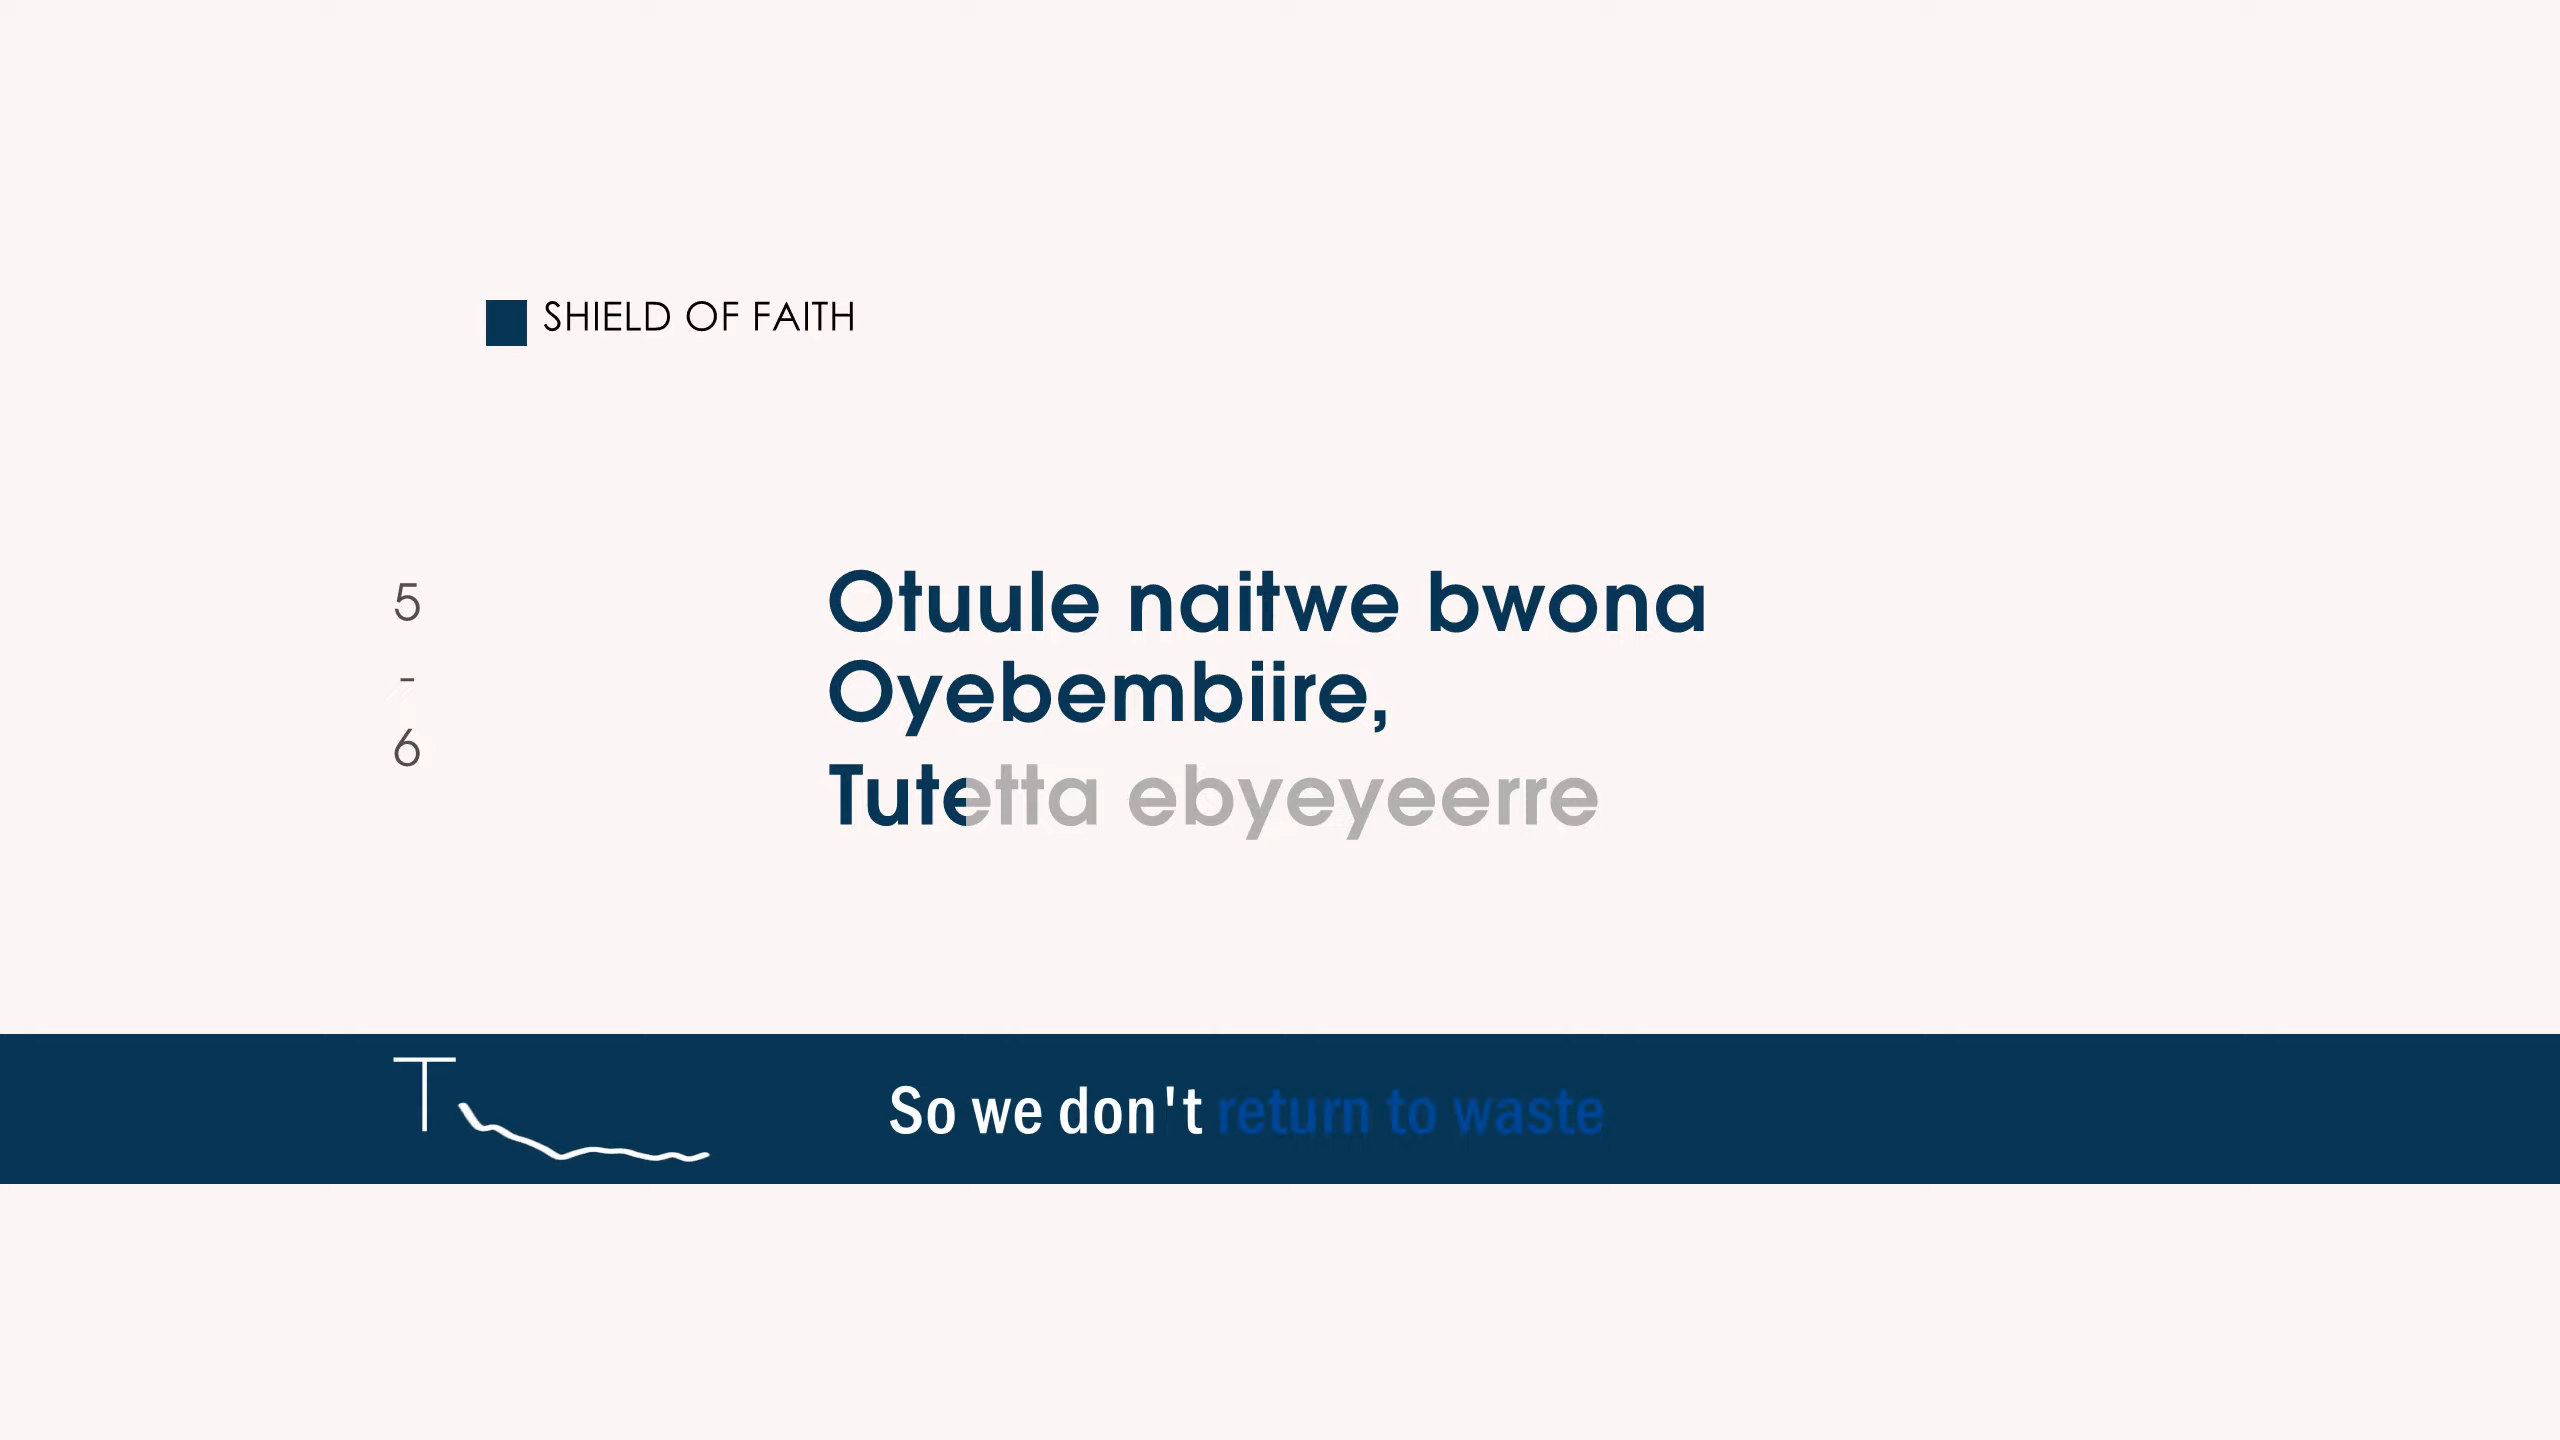 SHIELD OF FAITH
5
-
6
Otuule naitwe bwona
Oyebembiire,
Tutetta ebyeyeerre
T
So we don't return to waste